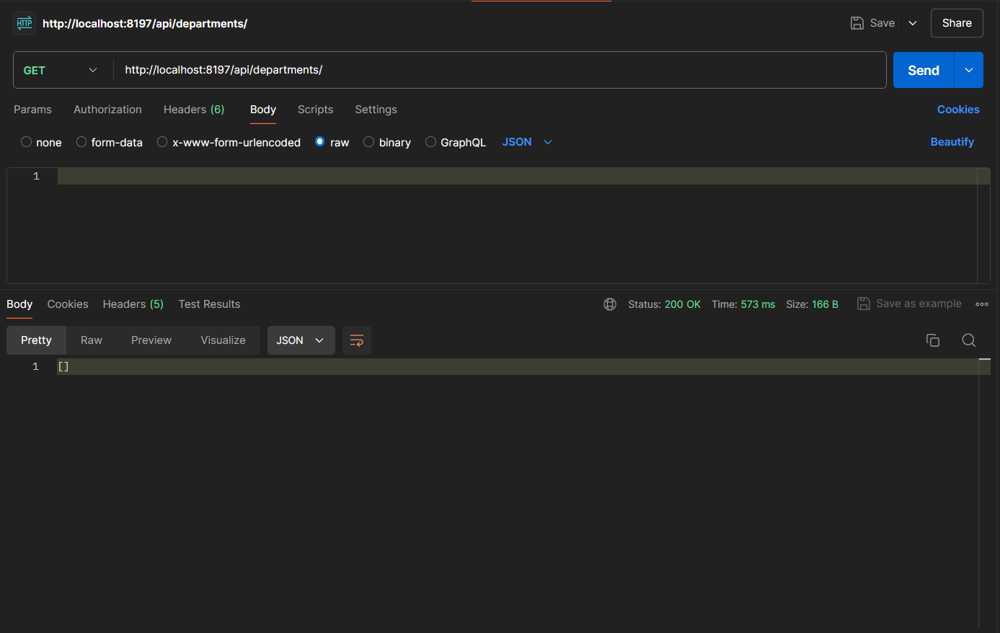 HTTP http://localhost:8197/api/departments/ Save Share
GET http://localhost:8197/api/departments/ Send
Params Authorization Headers (6) Body Scripts Settings Cookies
none form-data x-www-form-urlencoded raw binary GraphQL JSON Beautify
1
Body Cookies Headers (5) Test Results Status: 200 OK Time: 573 ms Size: 166 B Save as example
Pretty Raw Preview Visualize JSON
1 []